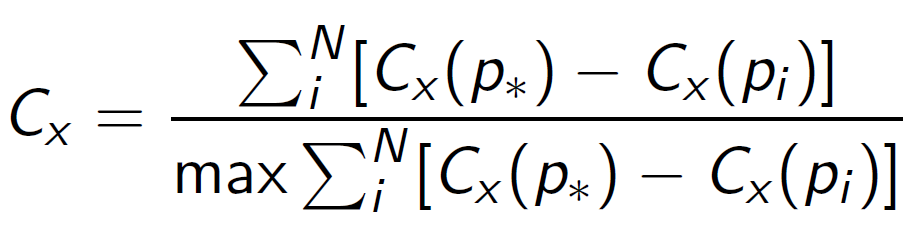 C_x = \frac{\sum_i^N [C_x(p_*) - C_x(p_i)]}{\max \sum_i^N [C_x(p_*) - C_x(p_i)]}